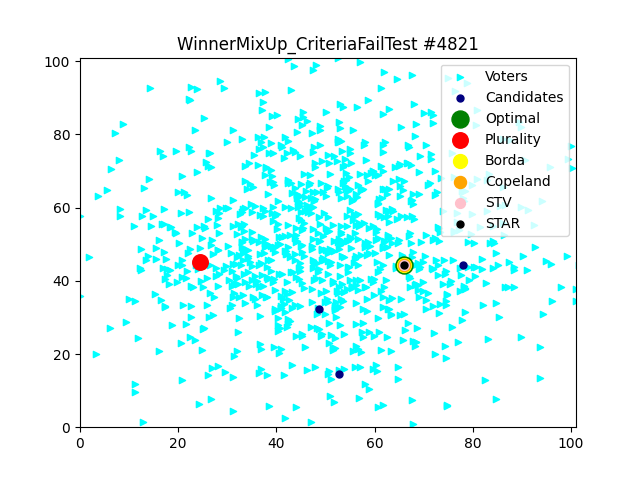 WinnerMixUp_CriteriaFailTest #4821
100
80
60
40
20
0
0
20
40
60
80
100
Voters
Candidates
Optimal
Plurality
Borda
Copeland
STV
STAR